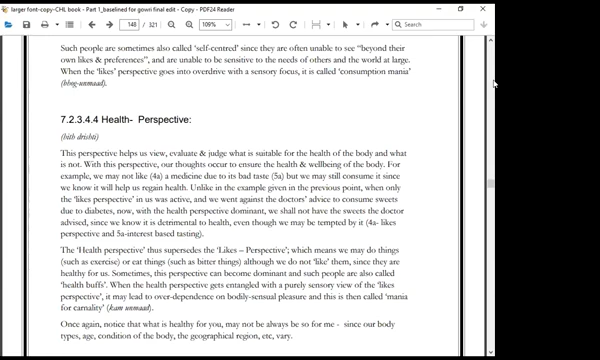 larger font-copy-CHL book - Part 1_baselined for gowri final edit - Copy - PDF24 Reader
148 / 321
109%
Search
Such people are sometimes also called 'self-centred' since they are often unable to see "beyond their
own likes & preferences", and are unable to be sensitive to the needs of others and the world at large.
When the 'likes' perspective goes into overdrive with a sensory focus, it is called 'consumption mania'
(bhog-unmaad).
7.2.3.4.4 Health- Perspective:
(hith drishti)
This perspective helps us view, evaluate & judge what is suitable for the health of the body and what
is not. With this perspective, our thoughts occur to ensure the health & wellbeing of the body. For
example, we may not like (4a) a medicine due to its bad taste (5a) but we may still consume it since
we know it will help us regain health. Unlike in the example given in the previous point, when only
the 'likes perspective' in us was active, and we went against the doctors' advice to consume sweets
due to diabetes, now, with the health perspective dominant, we shall not have the sweets the doctor
advised, since we know it is detrimental to health, even though we may be tempted by it (4a- likes
perspective and 5a-interest based tasting).
The 'Health perspective' thus supersedes the 'Likes – Perspective'; which means we may do things
(such as exercise) or eat things (such as bitter things) although we do not 'like' them, since they are
healthy for us. Sometimes, this perspective can become dominant and such people are also called
'health buffs'. When the health perspective gets entangled with a purely sensory view of the 'likes
perspective', it may lead to over-dependence on bodily-sensual pleasure and this is then called 'mania
for carnality' (kam unmaad).
Once again, notice that what is healthy for you, may not be always be so for me - since our body
types, age, condition of the body, the geographical region, etc, vary.